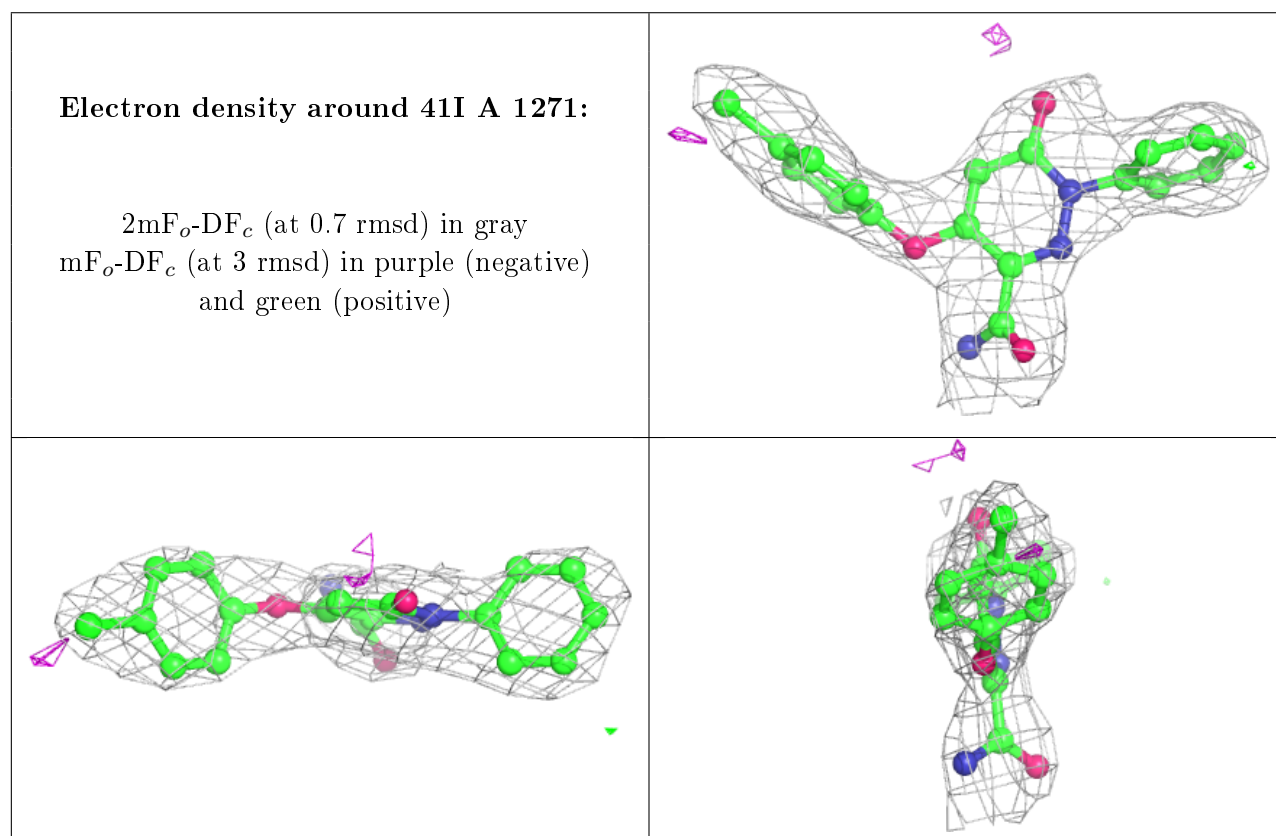 Electron density around 41I A 1271:
2mFo-DFc (at 0.7 rmsd) in gray
mFo-DFc (at 3 rmsd) in purple (negative)
and green (positive)